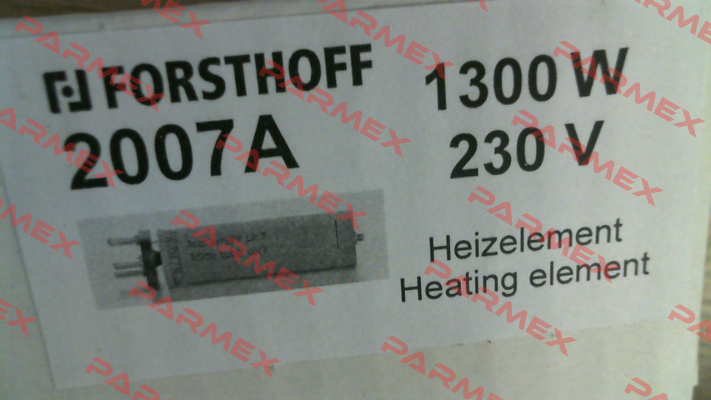 FORSTHOFF
2007A
1300 W
230 V
Heizelement
Heating element
PARMEX